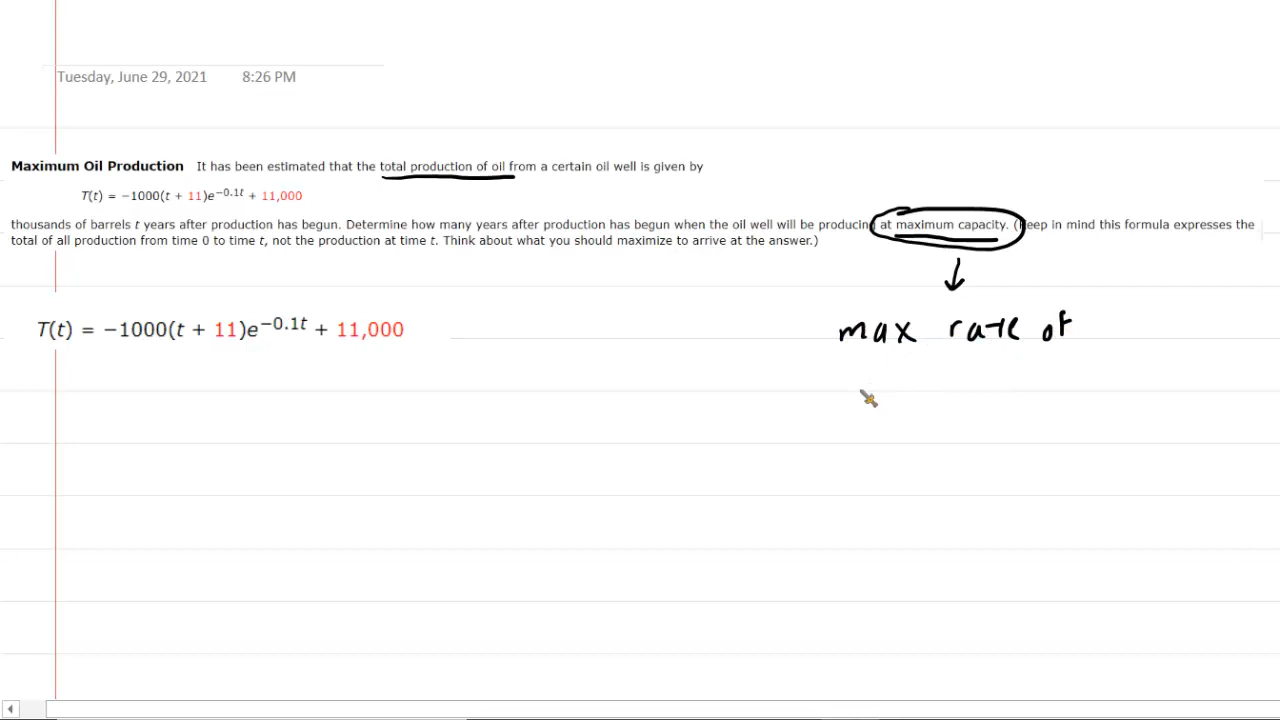 Tuesday, June 29, 2021 8:26 PM
Maximum Oil Production It has been estimated that the total production of oil from a certain oil well is given by
T(t) = −1000(t + 11)e^−0.1t + 11,000
thousands of barrels t years after production has begun. Determine how many years after production has begun when the oil well will be producing at maximum capacity. (Keep in mind this formula expresses the
total of all production from time 0 to time t, not the production at time t. Think about what you should maximize to arrive at the answer.)
T(t) = −1000(t + 11)e^−0.1t + 11,000
↓
max rate of